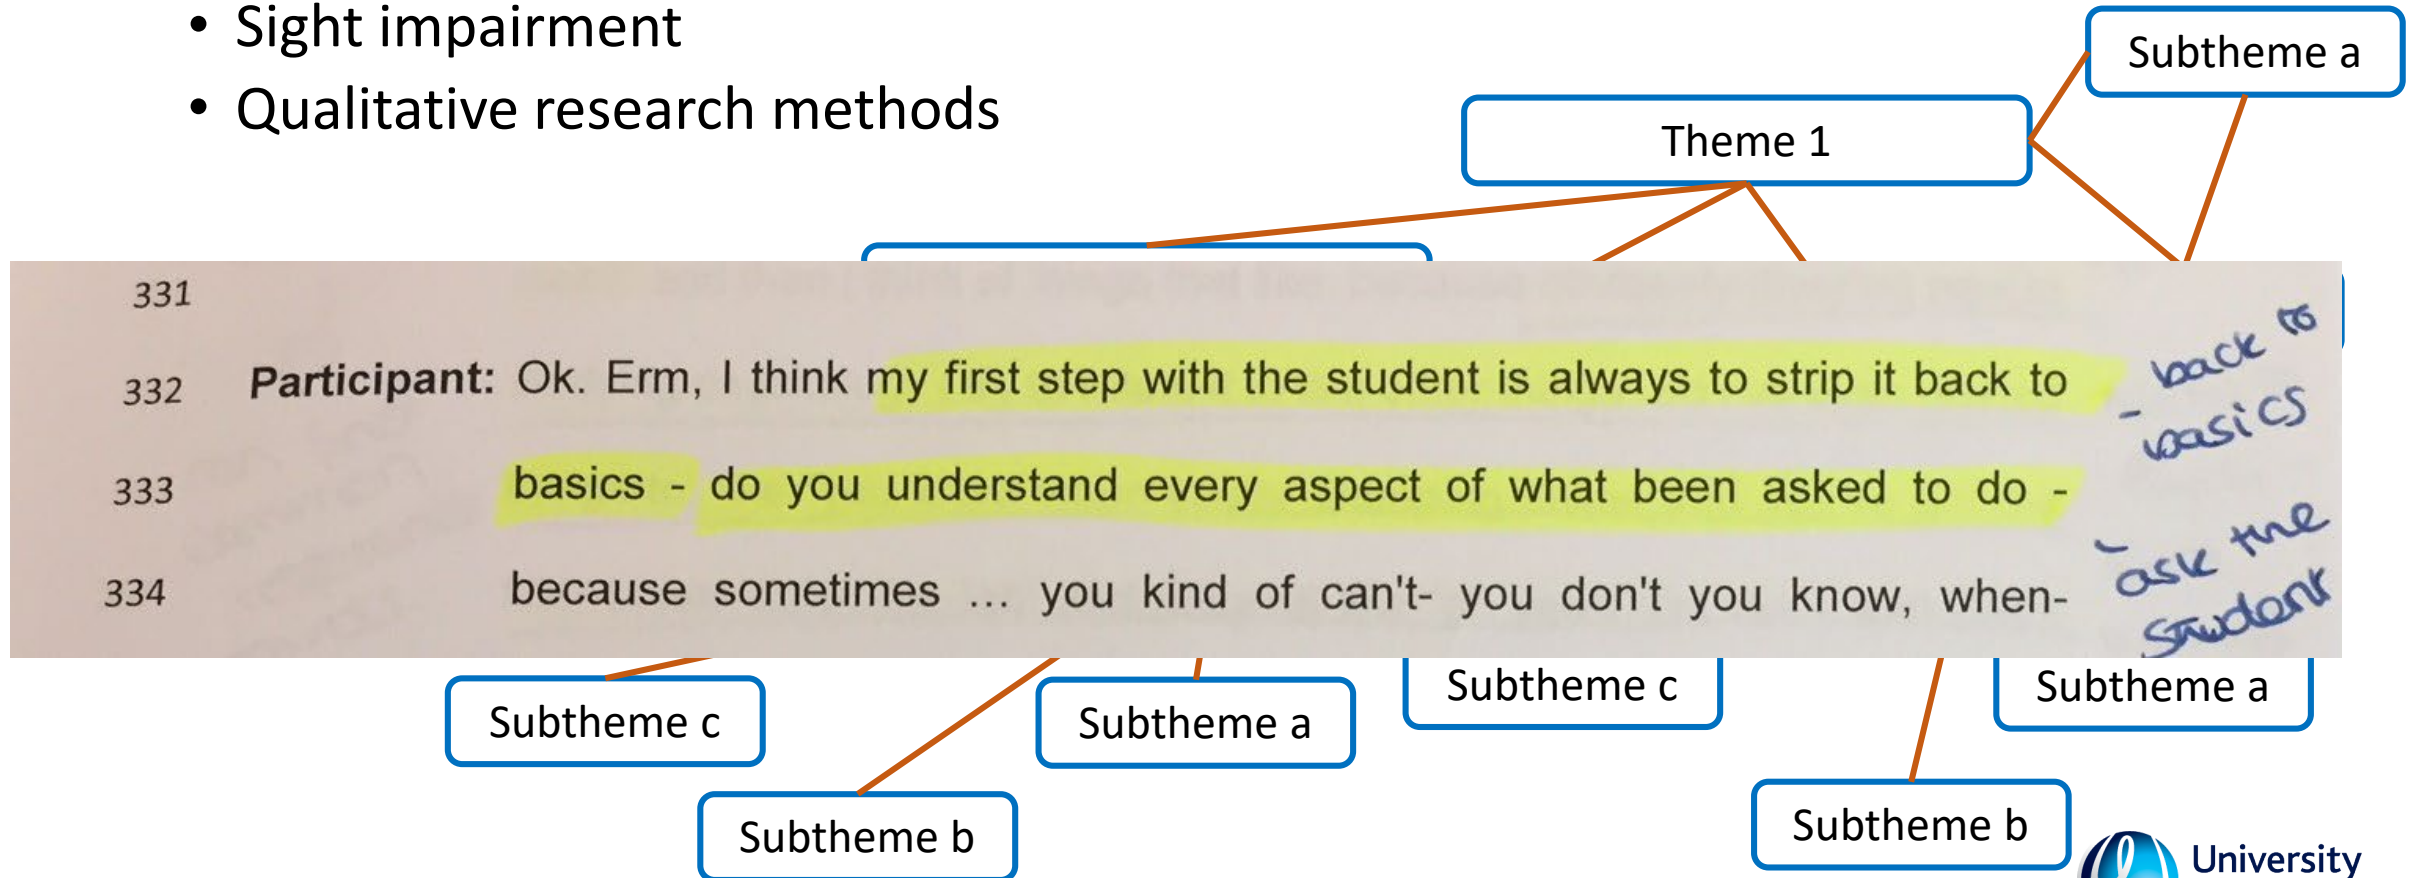 • Sight impairment
• Qualitative research methods
Subtheme a
Theme 1
331
332 Participant: Ok. Erm, I think my first step with the student is always to strip it back to
333 basics - do you understand every aspect of what been asked to do -
334 because sometimes ... you kind of can't- you don't you know, when-
- back to
- basics
- ask the
student
Subtheme c
Subtheme a
Subtheme c
Subtheme a
Subtheme b
Subtheme b
University